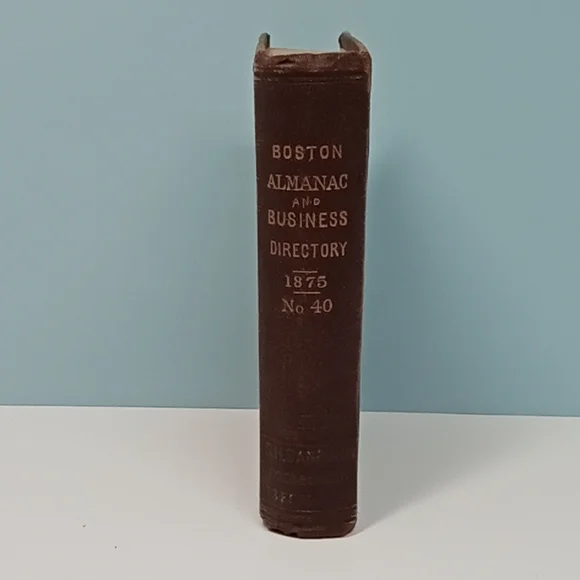 BOSTON
ALMANAC
AND
BUSINESS
DIRECTORY
1875
No 40